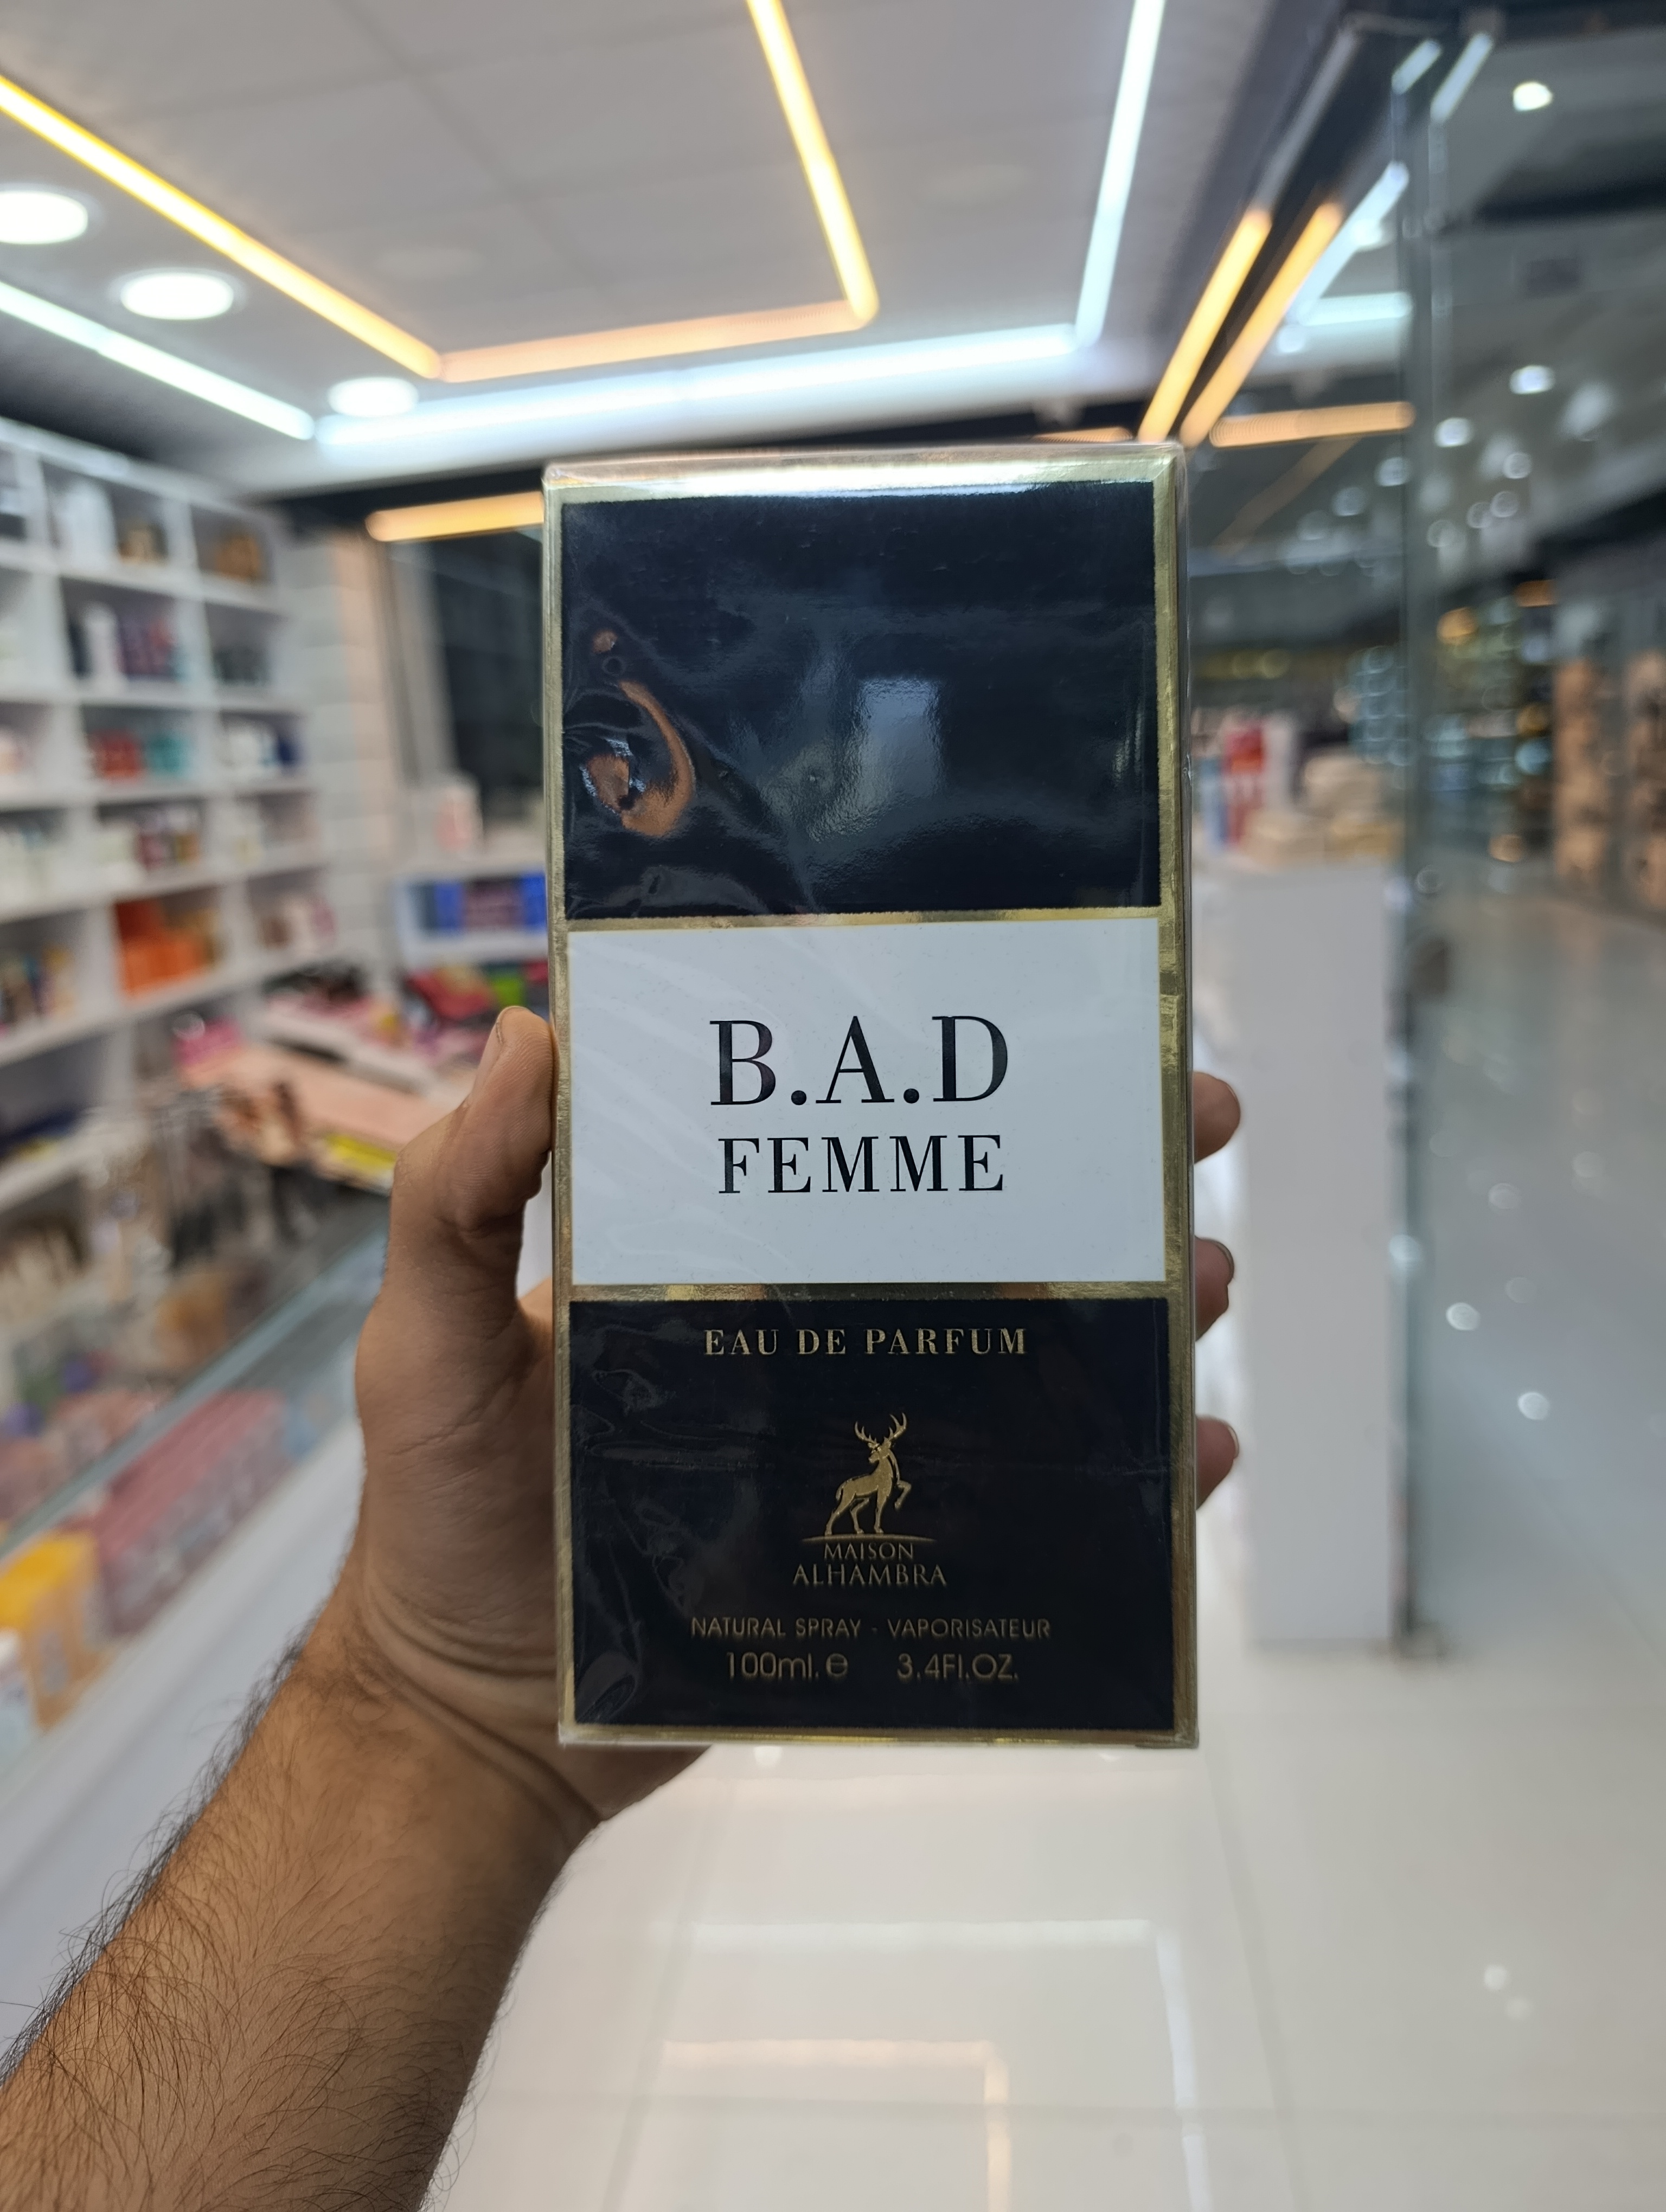 B.A.D
FEMME
EAU DE PARFUM
MAISON
ALHAMBRA
NATURAL SPRAY - VAPORISATEUR
100ml. ℮ 3.4Fl.OZ.